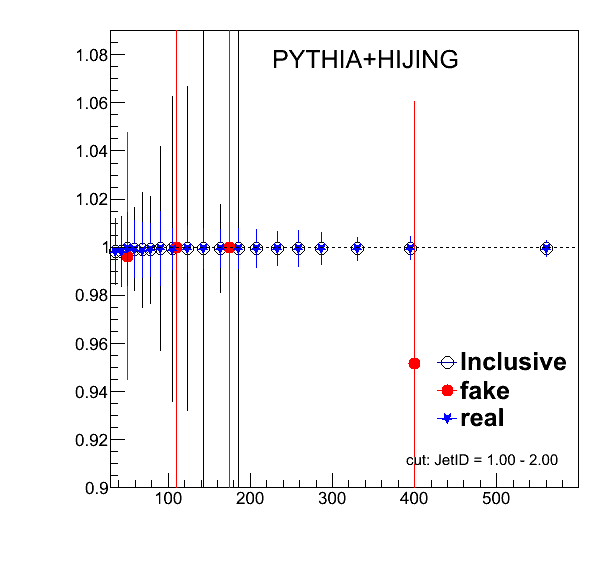 PYTHIA+HIJING
1.08
1.06
1.04
1.02
1
0.98
0.96
0.94
0.92
0.9
Inclusive
fake
real
cut: JetID = 1.00 - 2.00
100 200 300 400 500